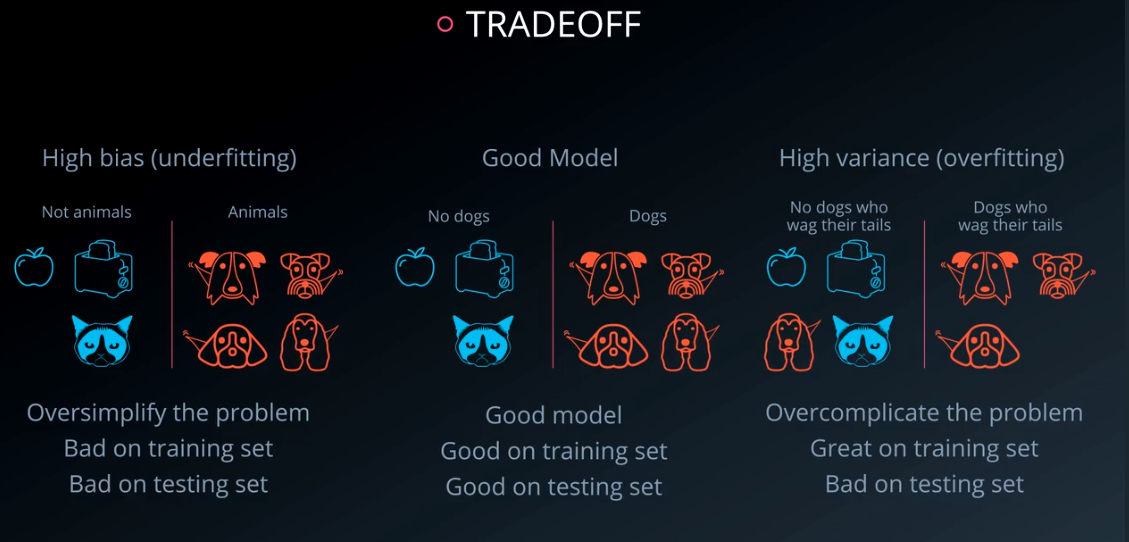 TRADEOFF
High bias (underfitting)
Not animals
Animals
Oversimplify the problem
Bad on training set
Bad on testing set
Good Model
No dogs
Dogs
Good model
Good on training set
Good on testing set
High variance (overfitting)
No dogs who
wag their tails
Dogs who
wag their tails
Overcomplicate the problem
Great on training set
Bad on testing set